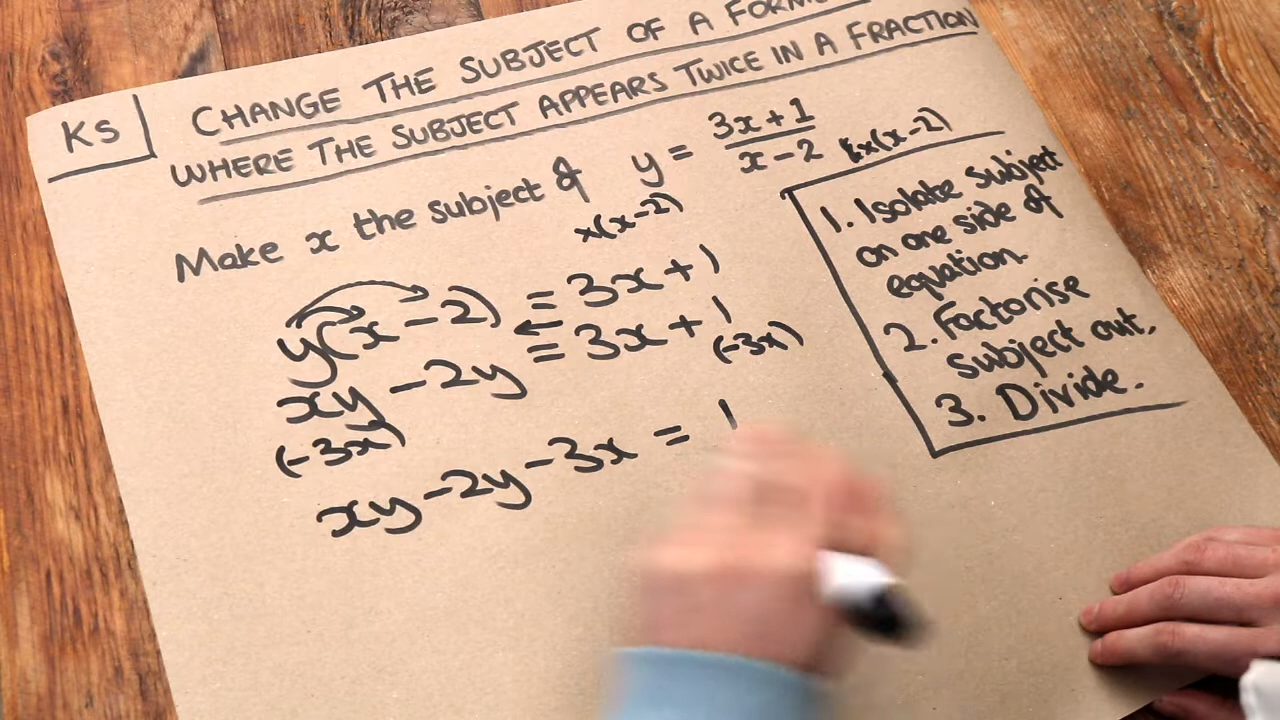 KS
CHANGE THE SUBJECT OF A
WHERE THE SUBJECT APPEARS TWICE IN A FRACTION
Make x the subject of y = (3x+1)/(x-2) x(x-2)
x(x-2)
y(x-2) = 3x+1
xy-2y = 3x+1
(-3x) (-3x)
xy-2y-3x = 1
1. Isolate subject
on one side of
equation.
2. Factorise
subject out.
3. Divide.